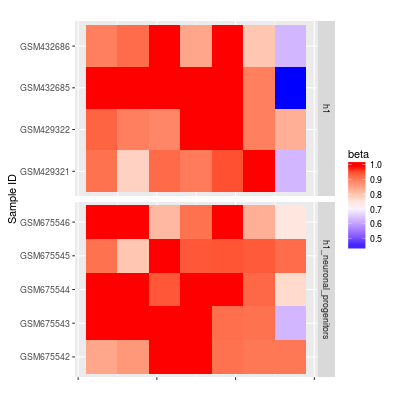 Sample ID
GSM432686
GSM432685
GSM429322
GSM429321
h1
GSM675546
GSM675545
GSM675544
GSM675543
GSM675542
h1_neuronal_progenitors
beta
1.0
0.9
0.8
0.7
0.6
0.5